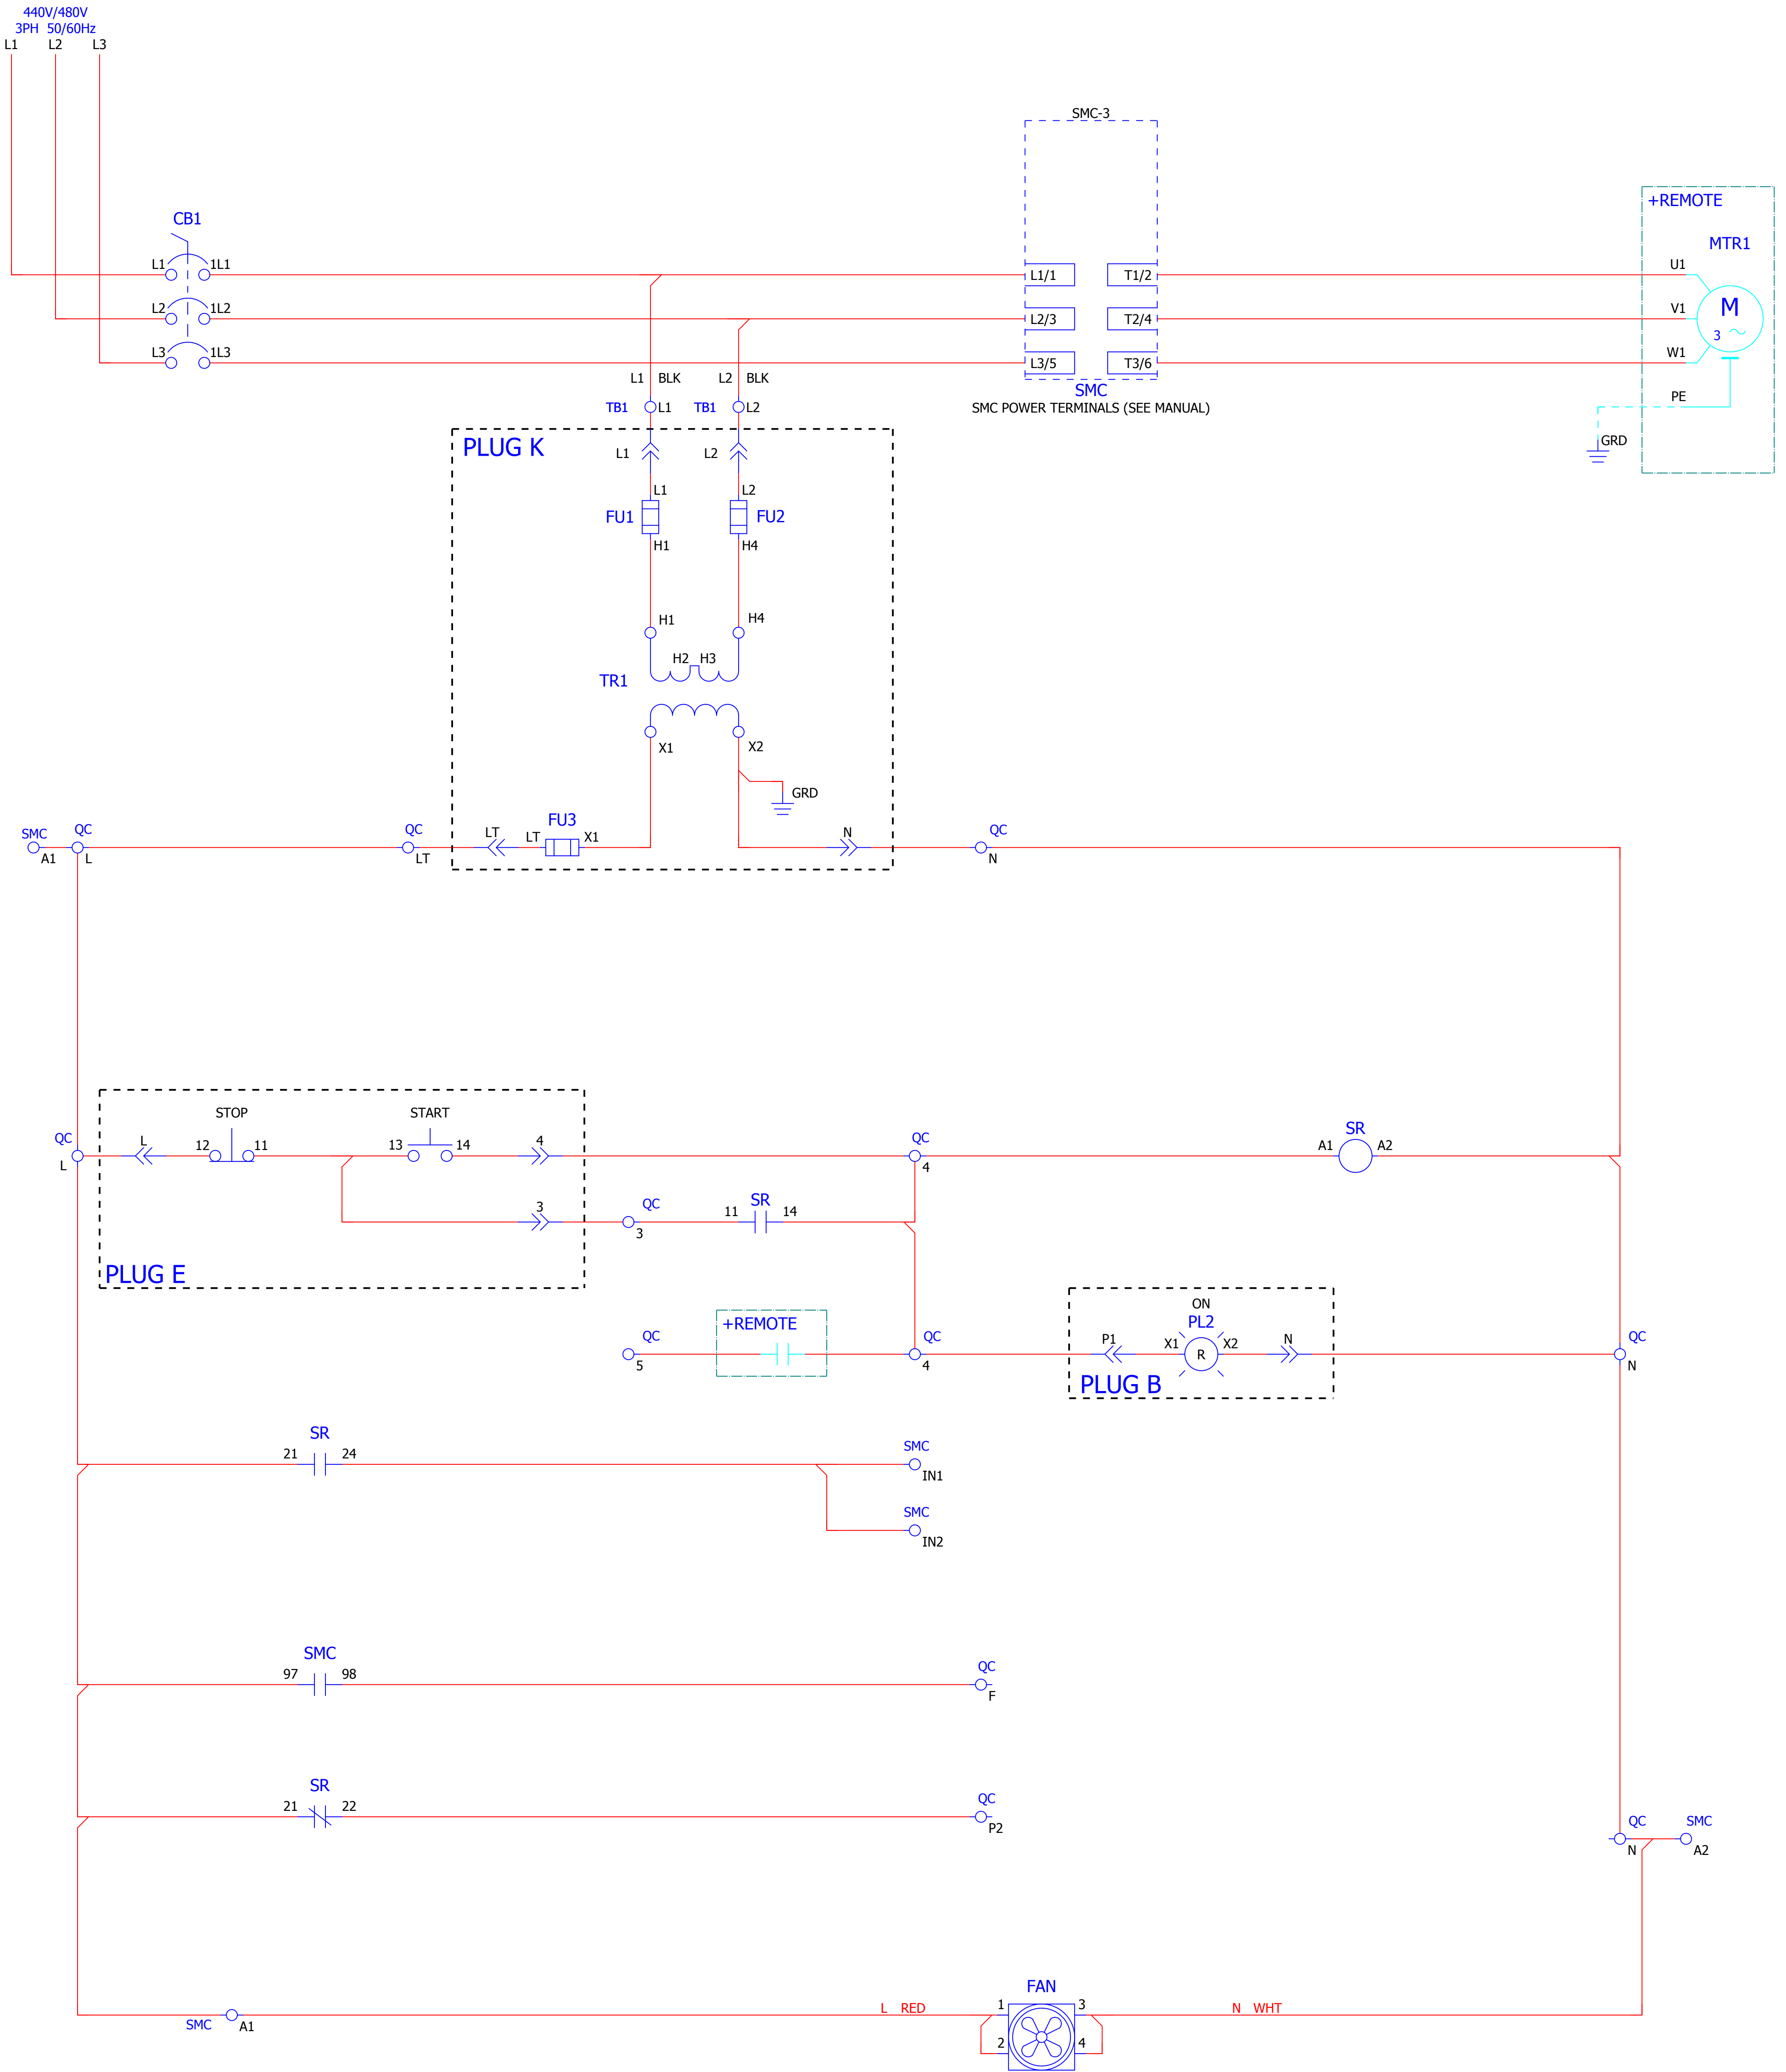 440V/480V
3PH 50/60Hz
L1 L2 L3
SMC-3
+REMOTE
CB1
MTR1
L1 1L1
L1/1 T1/2
U1
L2 1L2
L2/3 T2/4
V1 M
3
L3 1L3
L3/5 T3/6
W1
L1 BLK L2 BLK
SMC
PE
TB1 L1 TB1 L2
SMC POWER TERMINALS (SEE MANUAL)
GRD
PLUG K
L1 L2
L1 L2
FU1 FU2
H1 H4
H1 H4
H2 H3
TR1
X1 X2
GRD
SMC QC QC FU3 QC
LT LT X1 N
A1 L LT N
STOP START
QC L 12 11 13 14 4 QC SR
A1 A2
L 4
3 QC 11 SR 14
3
PLUG E
ON
+REMOTE
PL2
QC QC P1 X1 X2 N QC
R
5 4 N
PLUG B
SR
21 24
SMC
IN1
SMC
IN2
SMC
97 98
QC
F
SR
21 22
QC
P2
QC SMC
N A2
FAN
L RED 1 3 N WHT
SMC A1
2 4